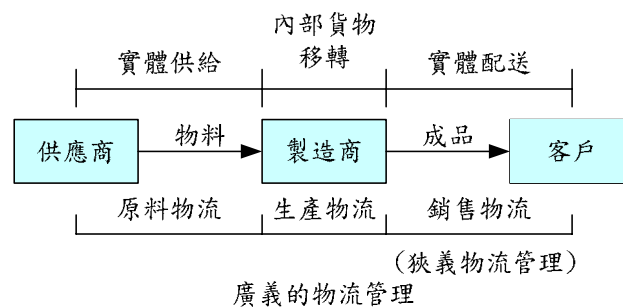 內部貨物
移轉
實體供給
實體配送
供應商
物料
製造商
成品
客戶
原料物流
生產物流
銷售物流
(狹義物流管理)
廣義的物流管理